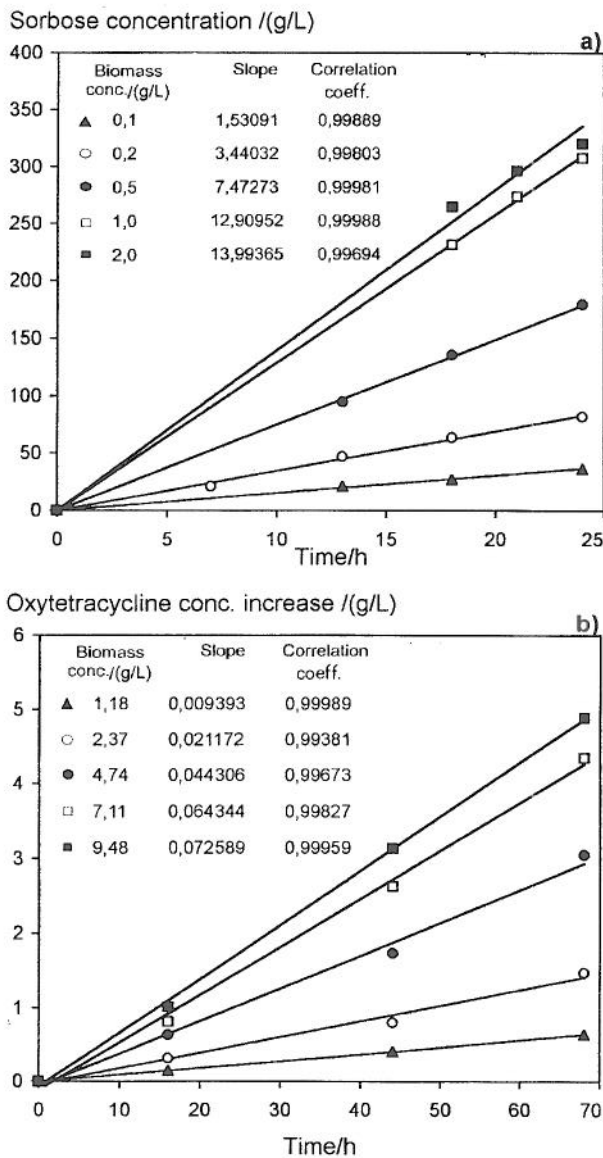 Sorbose concentration /(g/L)
a)
400
350
300
250
200
150
100
50
0
Biomass conc./(g/L) Slope Correlation coeff.
0,1 1,53091 0,99889
0,2 3,44032 0,99803
0,5 7,47273 0,99981
1,0 12,90952 0,99988
2,0 13,99365 0,99694
0 5 10 15 20 25
Time/h
Oxytetracycline conc. increase /(g/L)
b)
6
5
4
3
2
1
0
Biomass conc./(g/L) Slope Correlation coeff.
1,18 0,009393 0,99989
2,37 0,021172 0,99381
4,74 0,044306 0,99673
7,11 0,064344 0,99827
9,48 0,072589 0,99959
0 10 20 30 40 50 60 70
Time/h